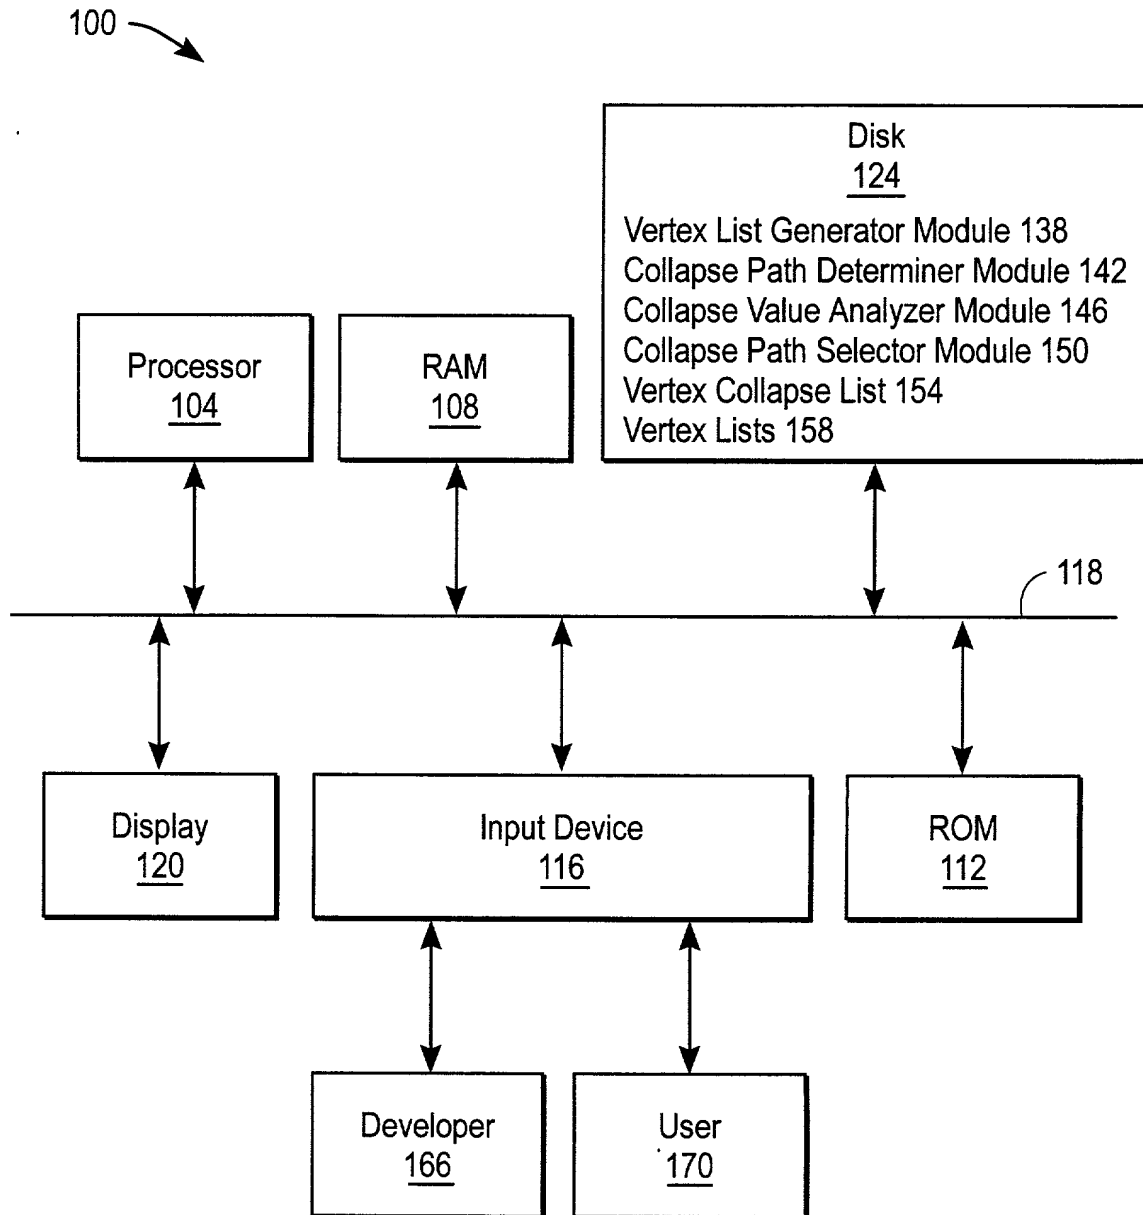 100
Disk
124
Vertex List Generator Module 138
Collapse Path Determiner Module 142
Collapse Value Analyzer Module 146
Collapse Path Selector Module 150
Vertex Collapse List 154
Vertex Lists 158
Processor
104
RAM
108
118
Display
120
Input Device
116
ROM
112
Developer
166
User
170